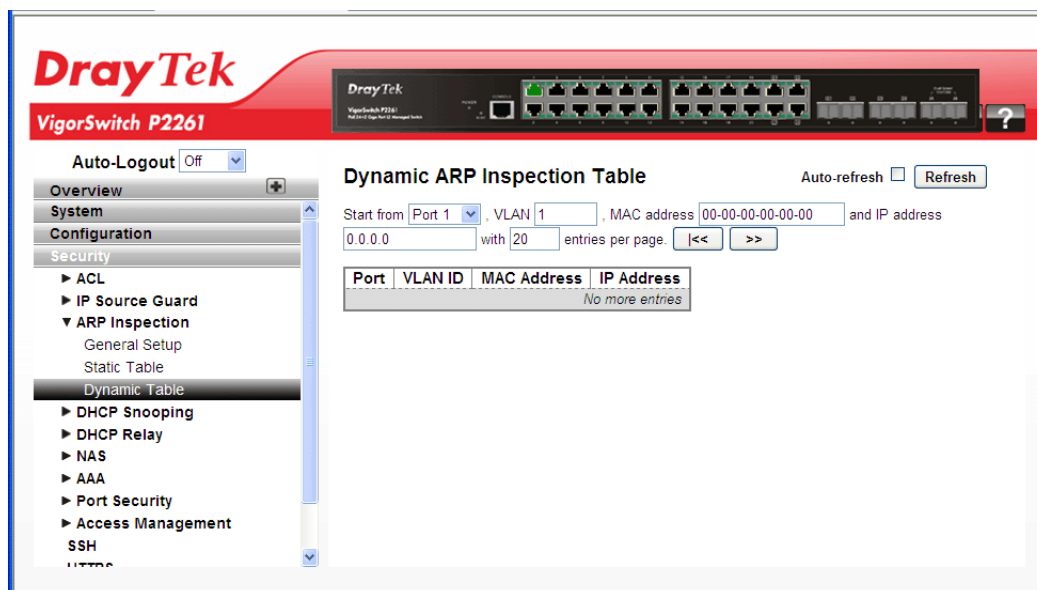 DrayTek
VigorSwitch P2261
DrayTek
VigorSwitch P2261
Auto-Logout Off
Overview
System
Configuration
Security
ACL
IP Source Guard
ARP Inspection
General Setup
Static Table
Dynamic Table
DHCP Snooping
DHCP Relay
NAS
AAA
Port Security
Access Management
SSH
HTTPS
?
Dynamic ARP Inspection Table
Auto-refresh Refresh
Start from Port 1 , VLAN 1 , MAC address 00-00-00-00-00-00 and IP address
0.0.0.0 with 20 entries per page. |<< >>
Port VLAN ID MAC Address IP Address
No more entries